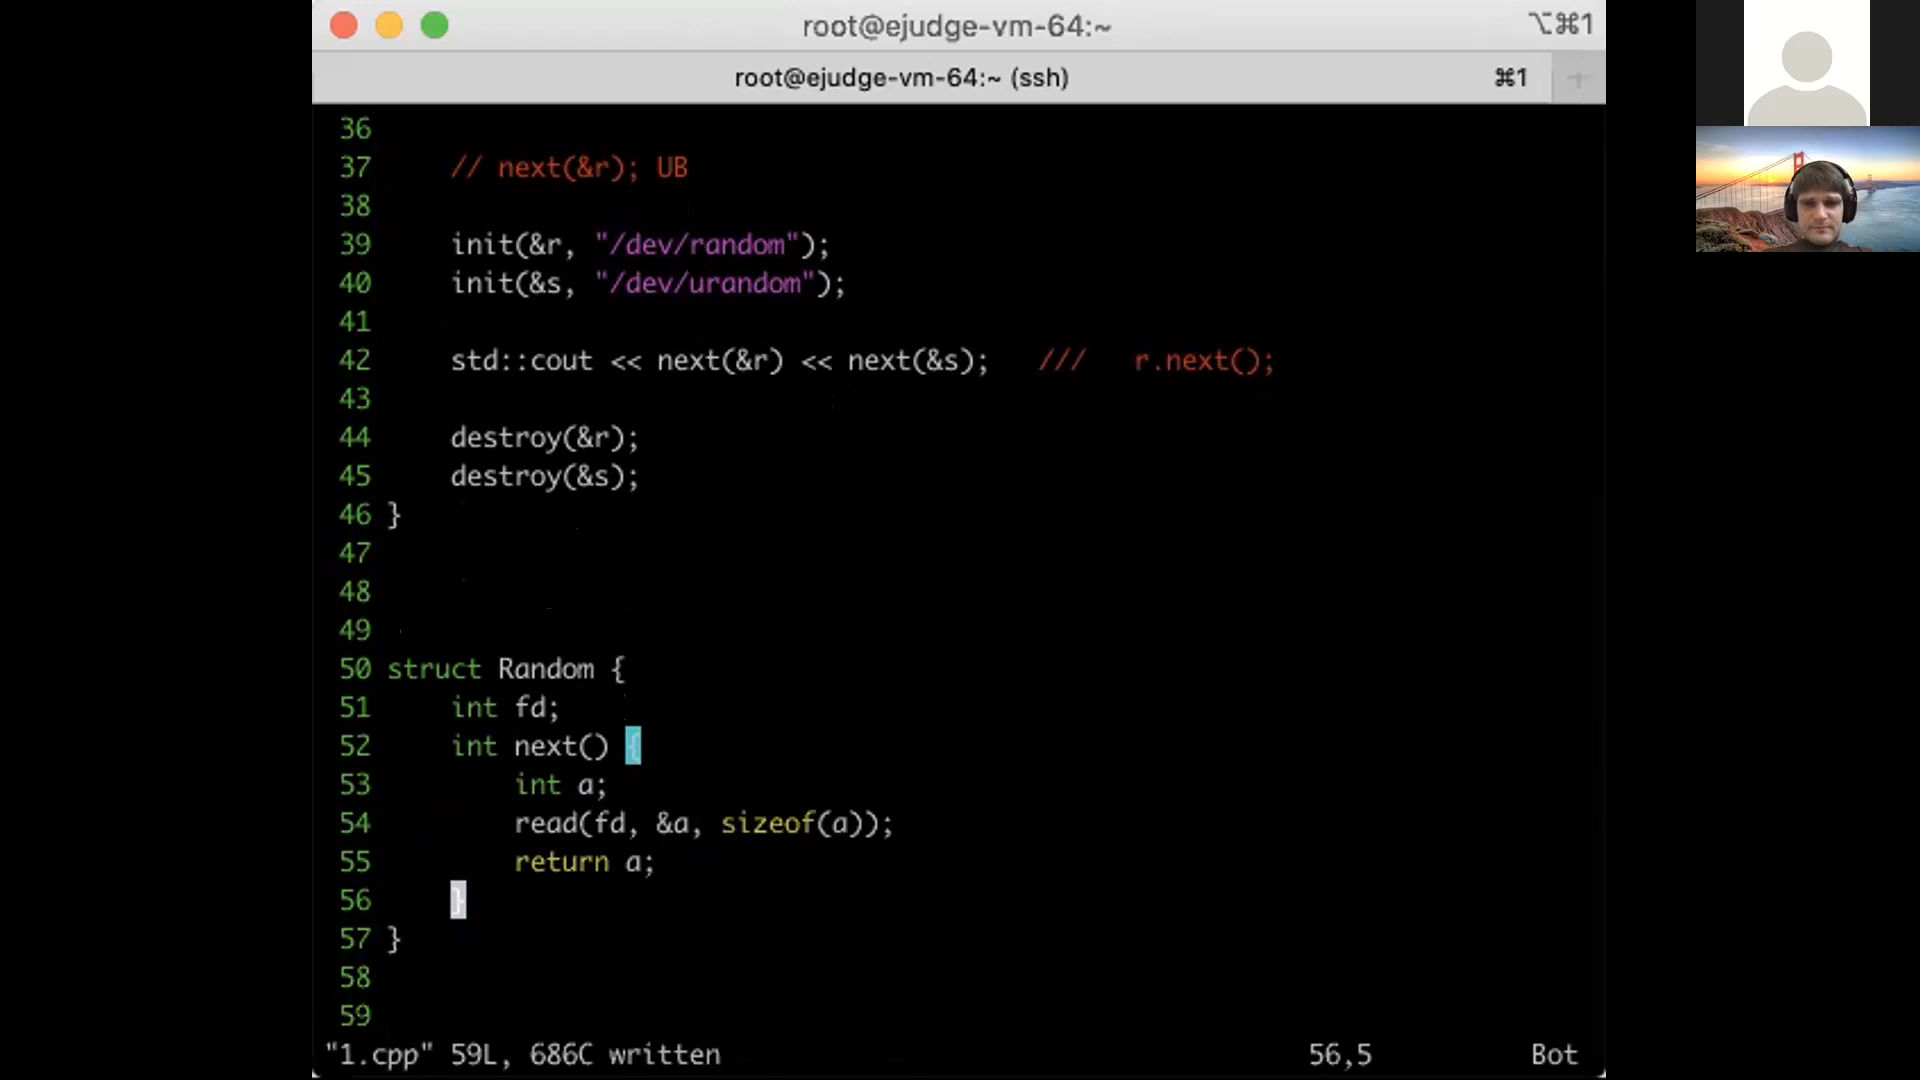 root@ejudge-vm-64:~
⌥⌘1
root@ejudge-vm-64:~ (ssh)
⌘1
+
36
37     // next(&r); UB
38
39     init(&r, "/dev/random");
40     init(&s, "/dev/urandom");
41
42     std::cout << next(&r) << next(&s);   ///   r.next();
43
44     destroy(&r);
45     destroy(&s);
46 }
47
48
49
50 struct Random {
51     int fd;
52     int next() {
53         int a;
54         read(fd, &a, sizeof(a));
55         return a;
56     }
57 }
58
59
"1.cpp" 59L, 686C written
56,5
Bot